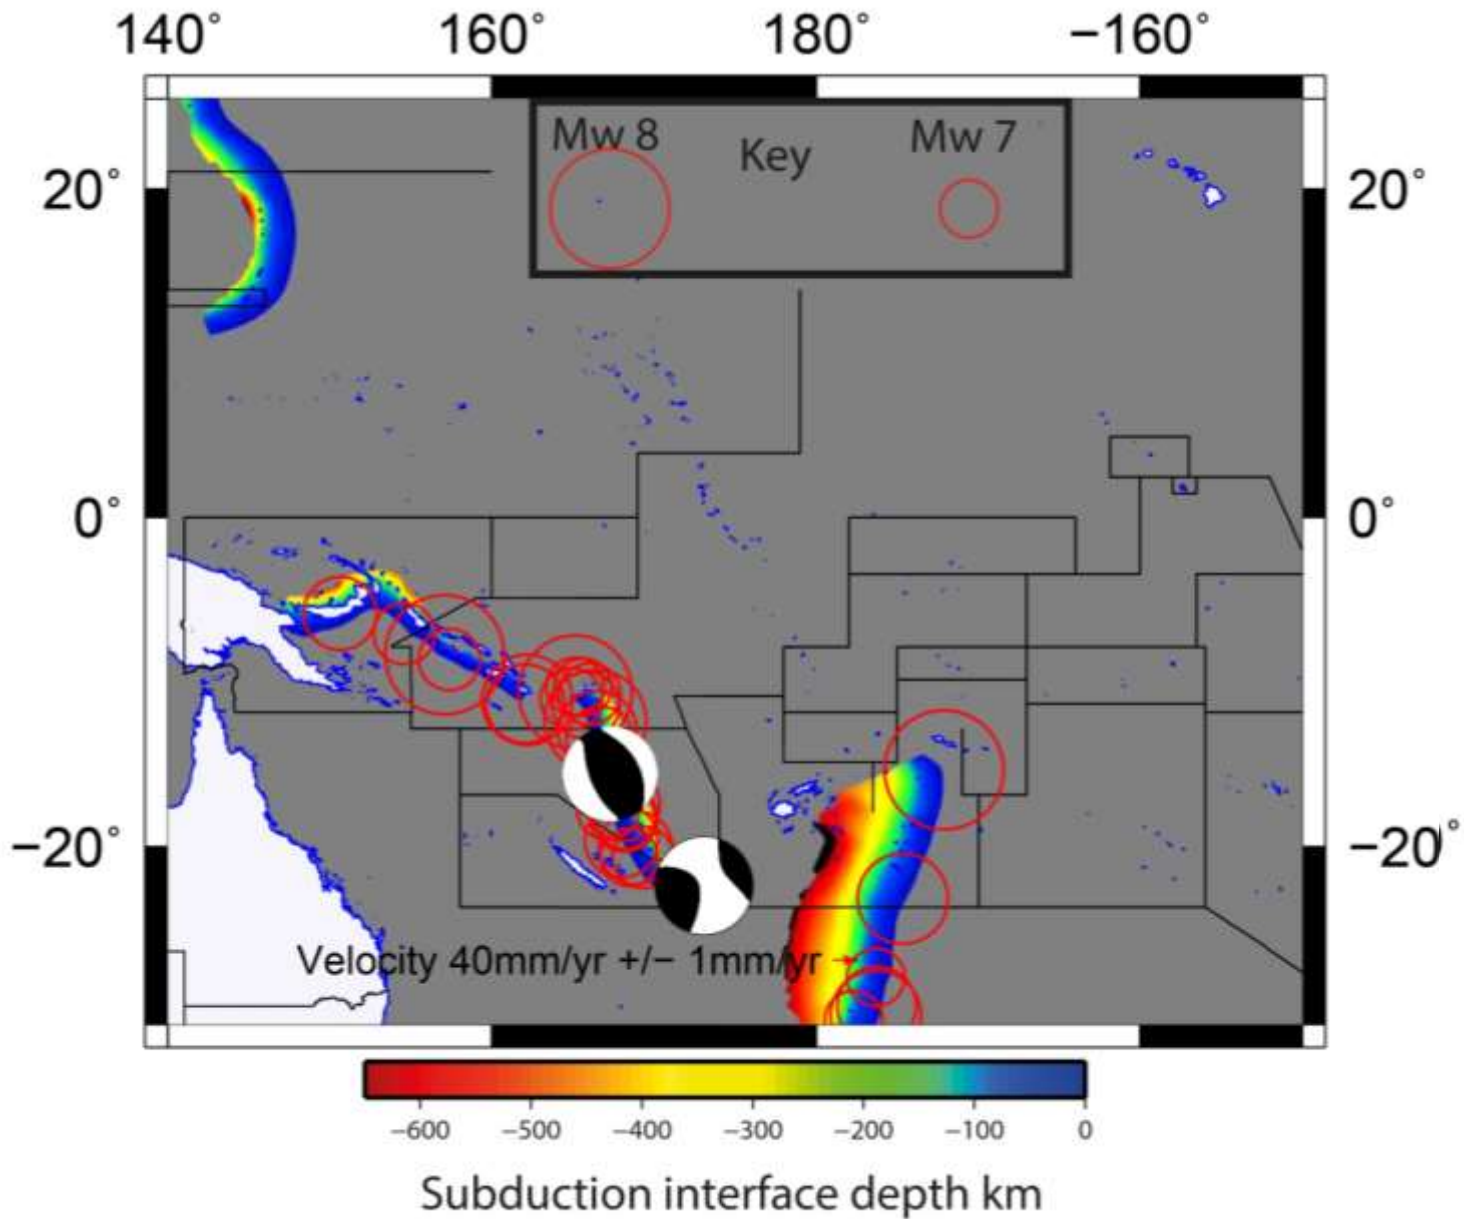 140° 160° 180° −160°
Mw 8 Key Mw 7
20° 20°
0° 0°
−20° −20°
Velocity 40mm/yr +/− 1mm/yr
−600 −500 −400 −300 −200 −100 0
Subduction interface depth km